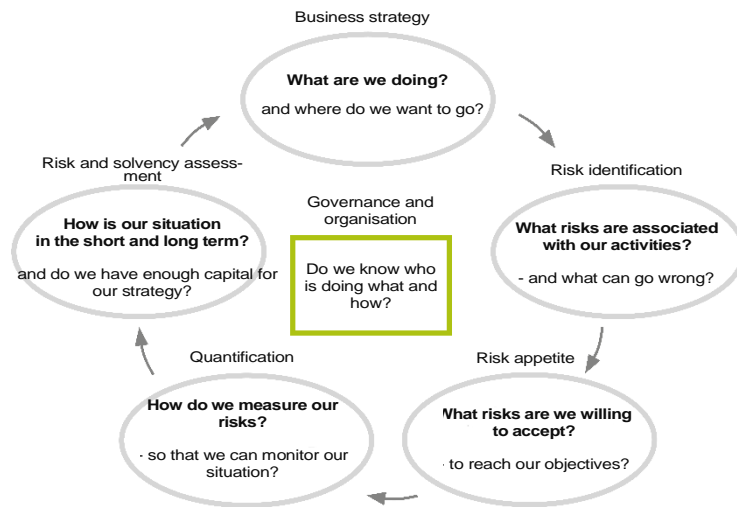 Business strategy
What are we doing?
and where do we want to go?
Risk identification
What risks are associated
with our activities?
- and what can go wrong?
Risk appetite
What risks are we willing
to accept?
- to reach our objectives?
Quantification
How do we measure our
risks?
- so that we can monitor our
situation?
Risk and solvency assess-
ment
How is our situation
in the short and long term?
and do we have enough capital for
our strategy?
Governance and
organisation
Do we know who
is doing what and
how?